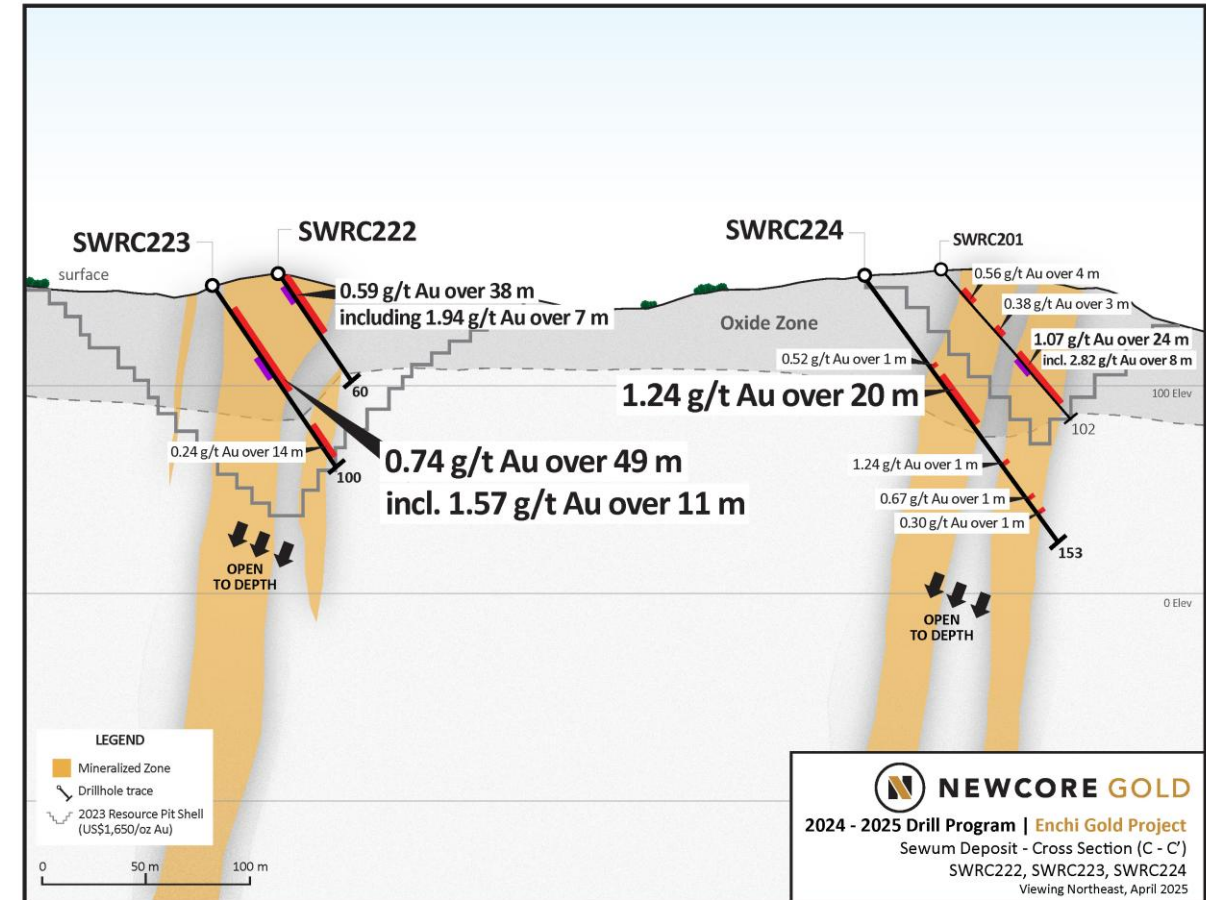 SWRC223
SWRC222
surface
0.59 g/t Au over 38 m
including 1.94 g/t Au over 7 m
60
0.24 g/t Au over 14 m
100
0.74 g/t Au over 49 m
incl. 1.57 g/t Au over 11 m
OPEN
TO DEPTH
SWRC224
SWRC201
0.56 g/t Au over 4 m
0.38 g/t Au over 3 m
Oxide Zone
1.07 g/t Au over 24 m
incl. 2.82 g/t Au over 8 m
0.52 g/t Au over 1 m
1.24 g/t Au over 20 m
100 Elev
102
1.24 g/t Au over 1 m
0.67 g/t Au over 1 m
0.30 g/t Au over 1 m
153
0 Elev
OPEN
TO DEPTH
LEGEND
Mineralized Zone
Drillhole trace
2023 Resource Pit Shell
(US$1,650/oz Au)
0 50 m 100 m
N NEWCORE GOLD
2024 - 2025 Drill Program | Enchi Gold Project
Sewum Deposit - Cross Section (C - C’)
SWRC222, SWRC223, SWRC224
Viewing Northeast, April 2025